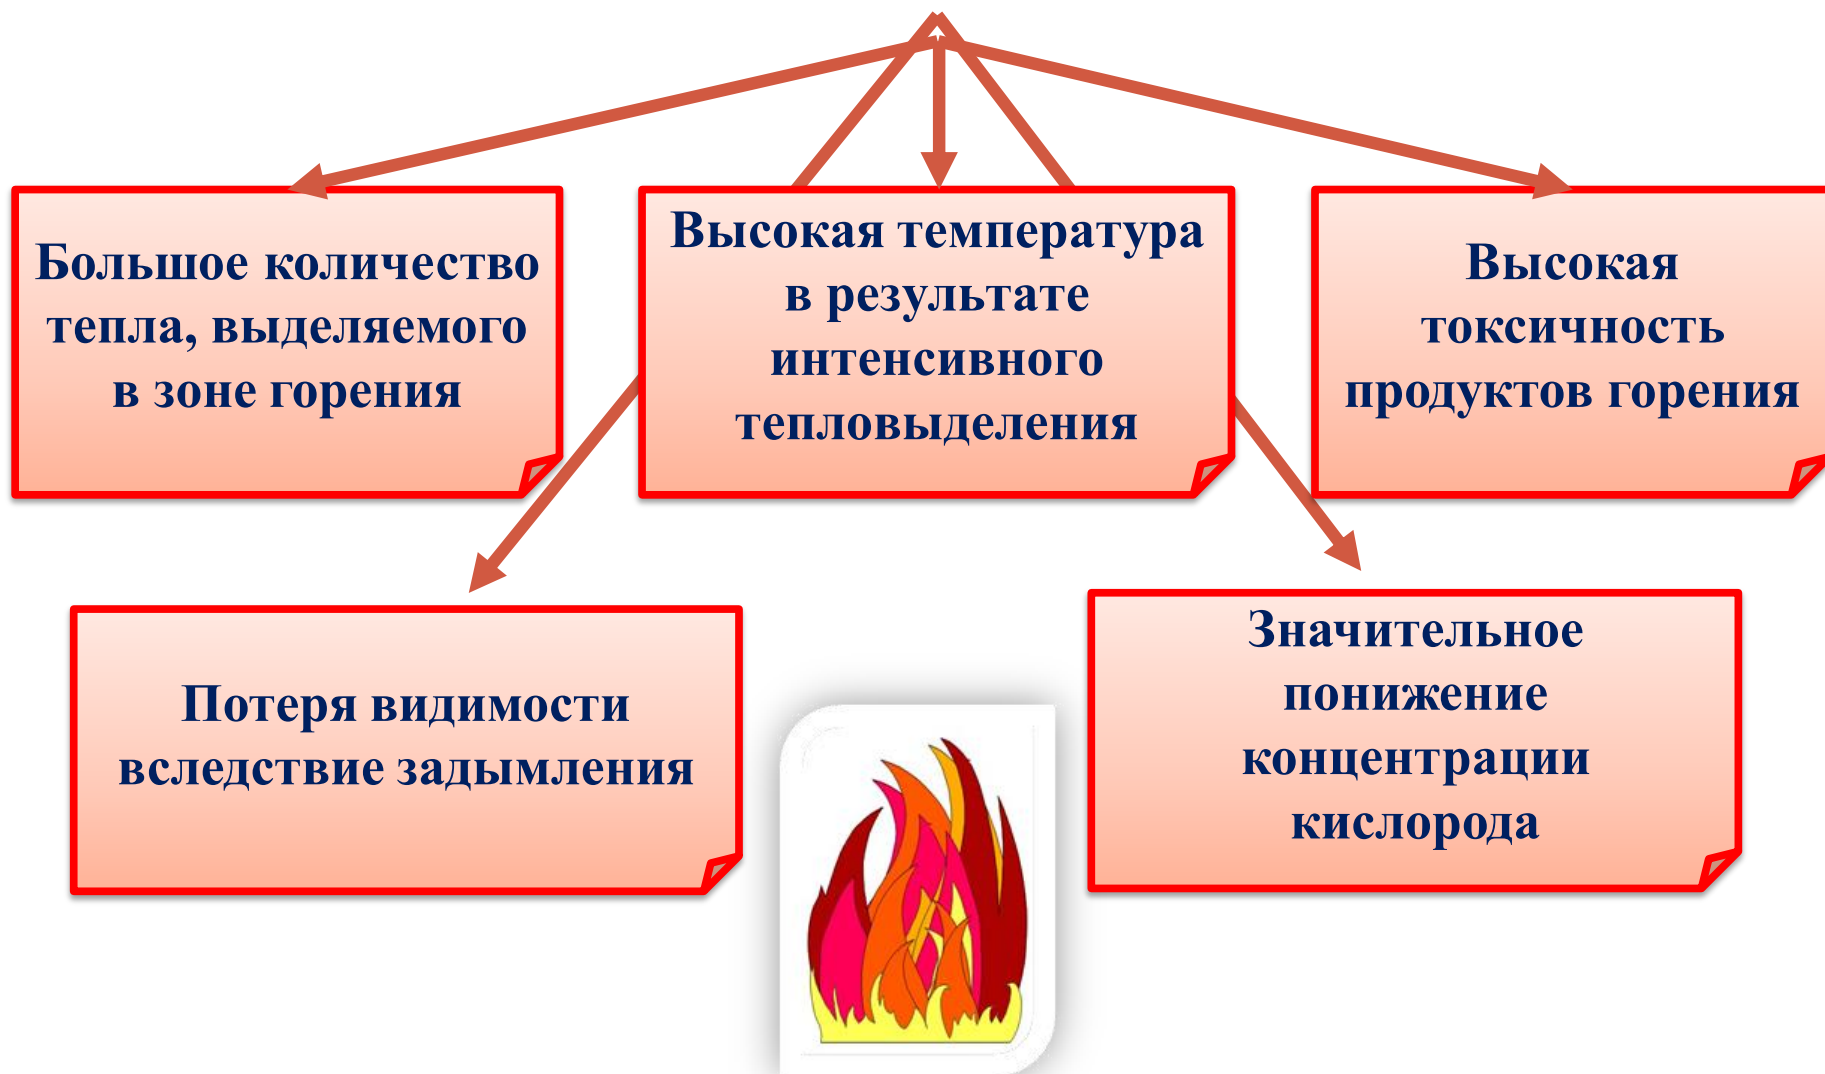 Большое количество
тепла, выделяемого
в зоне горения
Высокая температура
в результате
интенсивного
тепловыделения
Высокая
токсичность
продуктов горения
Потеря видимости
вследствие задымления
Значительное
понижение
концентрации
кислорода